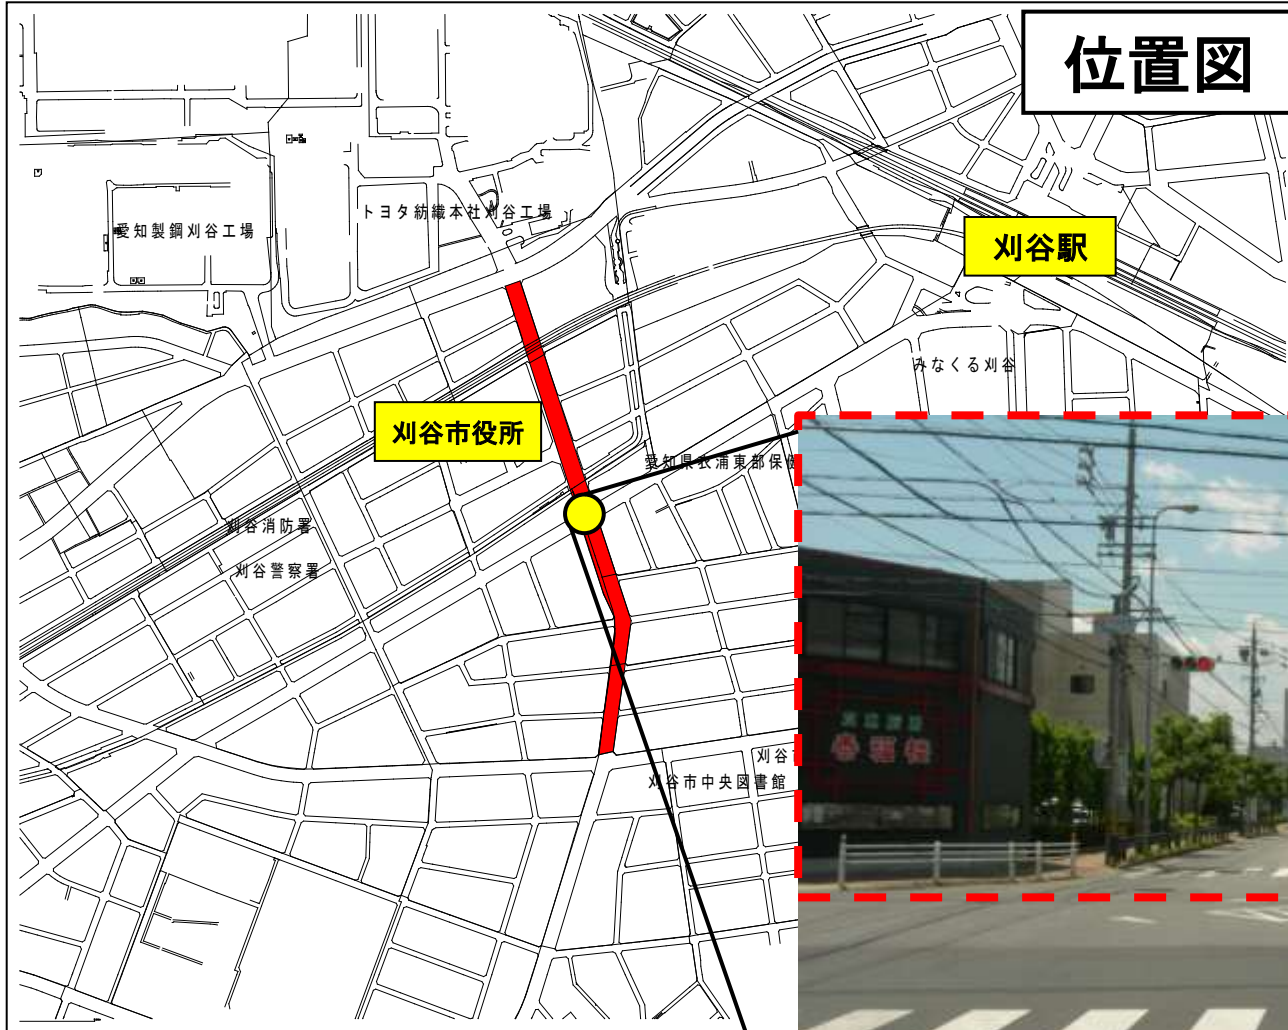 位置図
トヨタ紡織本社刈谷工場
愛知製鋼刈谷工場
刈谷駅
みなくる刈谷
刈谷市役所
愛知県衣浦東部保健
刈谷消防署
刈谷警察署
刈谷市
刈谷市中央図書館